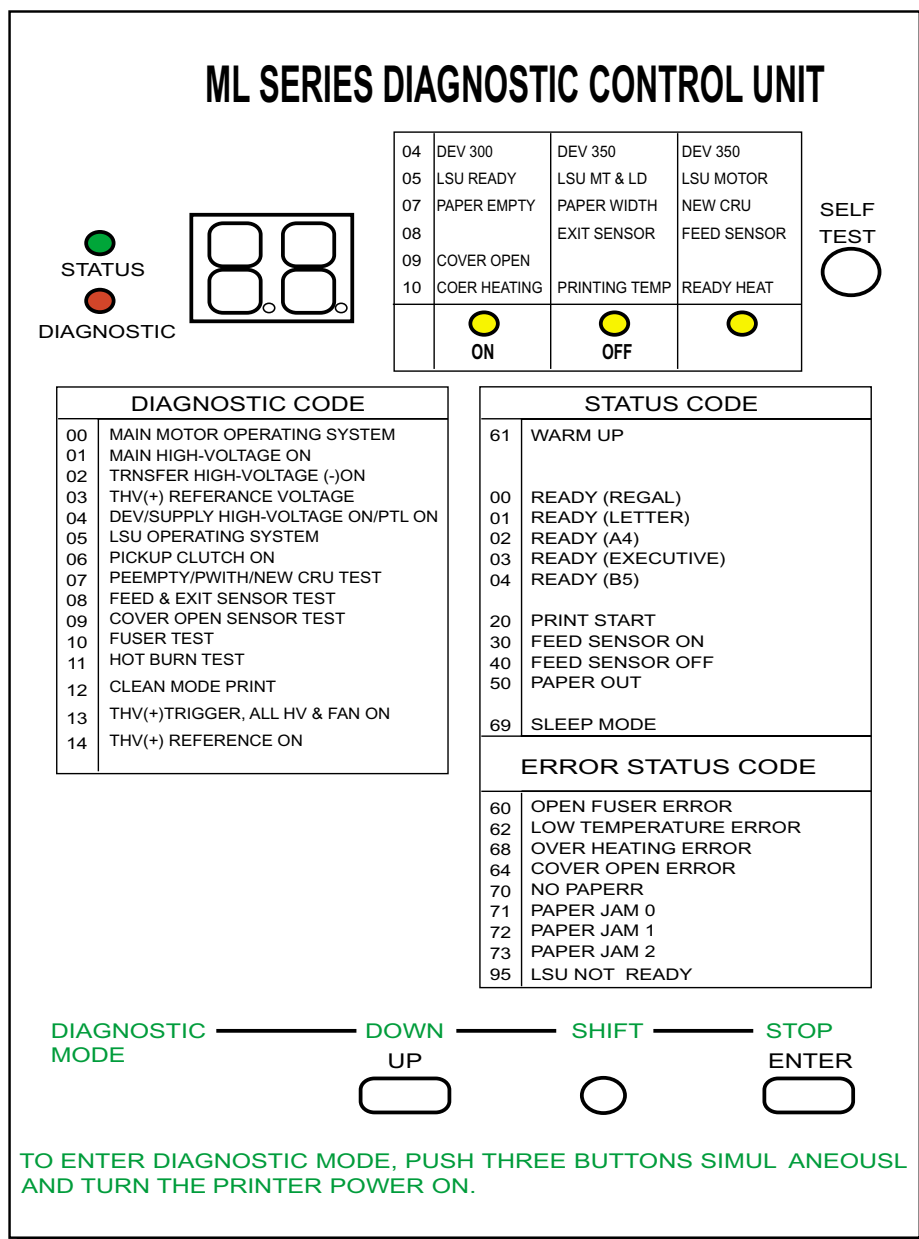 ML SERIES DIAGNOSTIC CONTROL UNIT
04 DEV 300 DEV 350 DEV 350
05 LSU READY LSU MT & LD LSU MOTOR
07 PAPER EMPTY PAPER WIDTH NEW CRU
08 EXIT SENSOR FEED SENSOR
09 COVER OPEN
10 COER HEATING PRINTING TEMP READY HEAT
ON OFF
SELF
TEST
STATUS
DIAGNOSTIC
DIAGNOSTIC CODE
00 MAIN MOTOR OPERATING SYSTEM
01 MAIN HIGH-VOLTAGE ON
02 TRNSFER HIGH-VOLTAGE (-)ON
03 THV(+) REFERANCE VOLTAGE
04 DEV/SUPPLY HIGH-VOLTAGE ON/PTL ON
05 LSU OPERATING SYSTEM
06 PICKUP CLUTCH ON
07 PEEMPTY/PWITH/NEW CRU TEST
08 FEED & EXIT SENSOR TEST
09 COVER OPEN SENSOR TEST
10 FUSER TEST
11 HOT BURN TEST
12 CLEAN MODE PRINT
13 THV(+)TRIGGER, ALL HV & FAN ON
14 THV(+) REFERENCE ON
STATUS CODE
61 WARM UP
00 READY (REGAL)
01 READY (LETTER)
02 READY (A4)
03 READY (EXECUTIVE)
04 READY (B5)
20 PRINT START
30 FEED SENSOR ON
40 FEED SENSOR OFF
50 PAPER OUT
69 SLEEP MODE
ERROR STATUS CODE
60 OPEN FUSER ERROR
62 LOW TEMPERATURE ERROR
68 OVER HEATING ERROR
64 COVER OPEN ERROR
70 NO PAPERR
71 PAPER JAM 0
72 PAPER JAM 1
73 PAPER JAM 2
95 LSU NOT READY
DIAGNOSTIC DOWN SHIFT STOP
MODE UP ENTER
TO ENTER DIAGNOSTIC MODE, PUSH THREE BUTTONS SIMUL ANEOUSL
AND TURN THE PRINTER POWER ON.